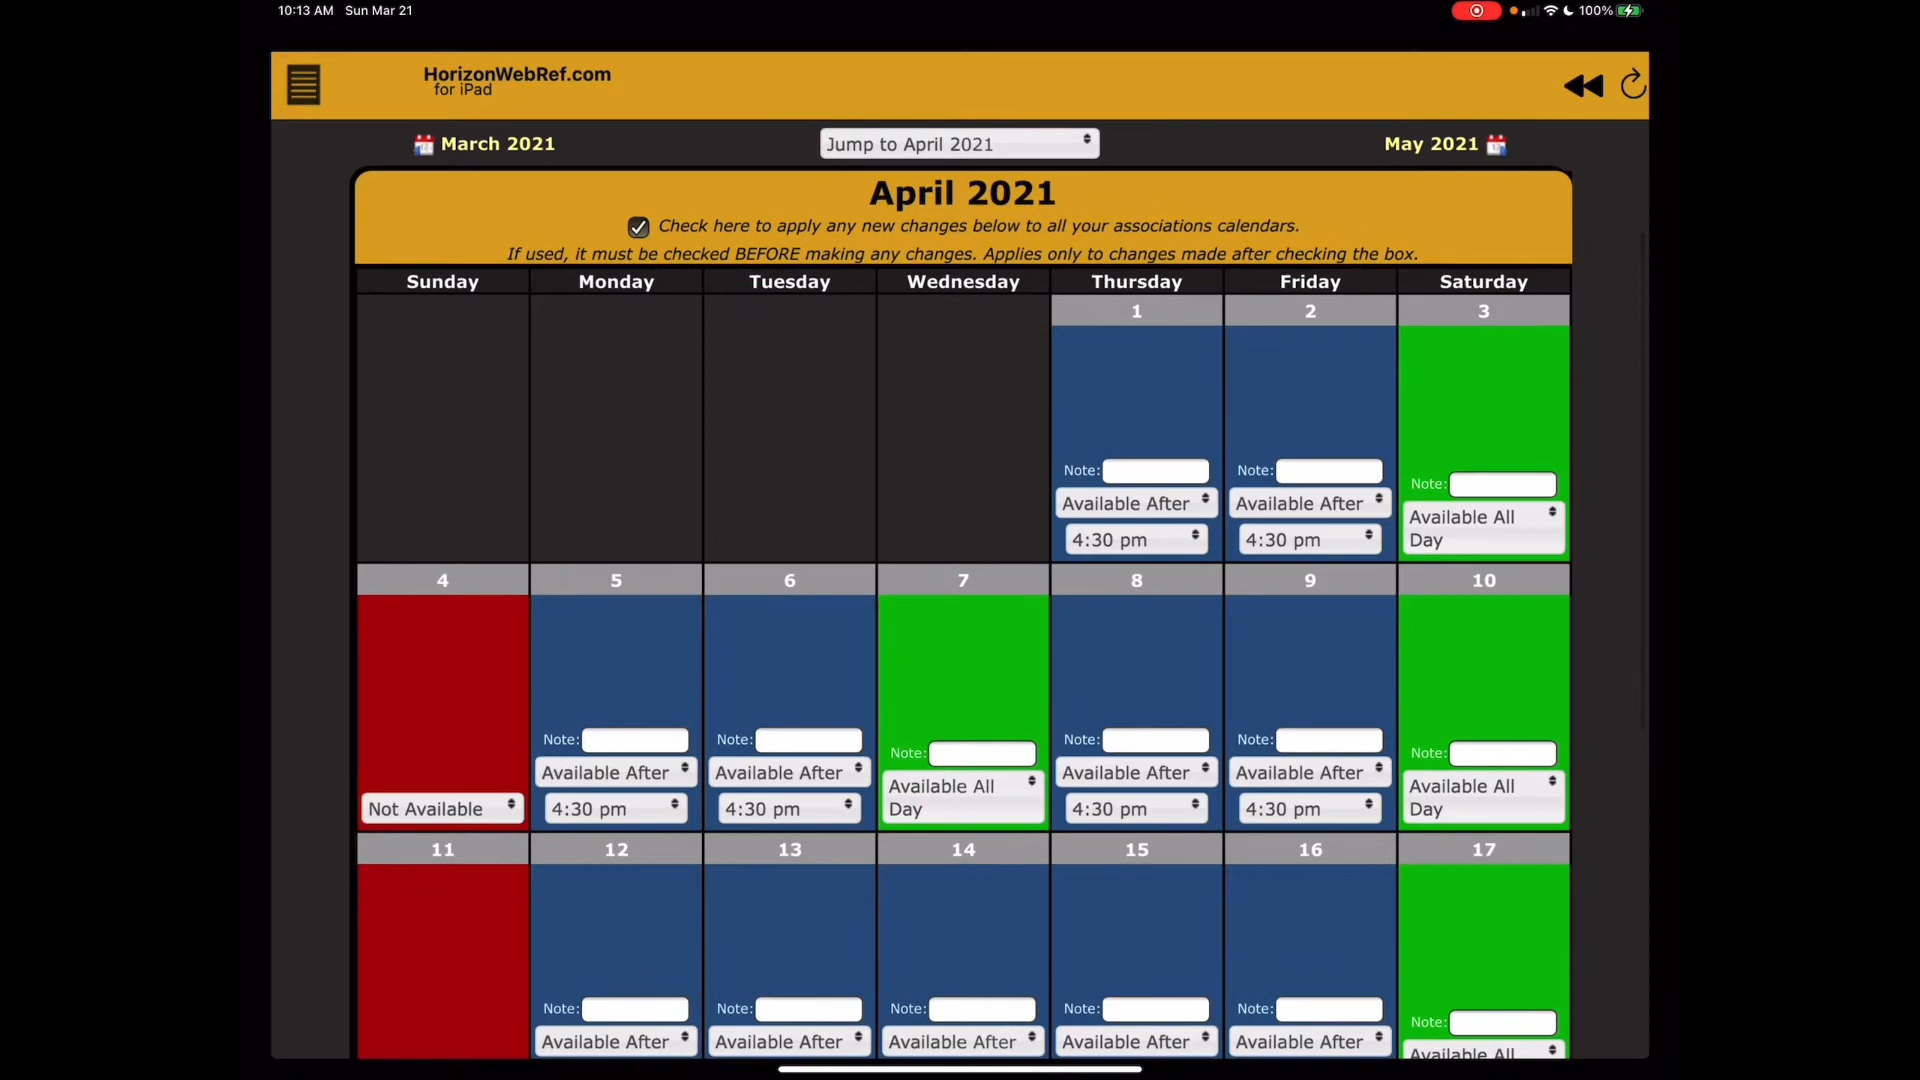 10:13 AM Sun Mar 21
100%
HorizonWebRef.com
for iPad
March 2021
Jump to April 2021
May 2021
April 2021
Check here to apply any new changes below to all your associations calendars.
If used, it must be checked BEFORE making any changes. Applies only to changes made after checking the box.
Sunday Monday Tuesday Wednesday Thursday Friday Saturday
1 2 3
Note: Note: Note:
Available After Available After Available All Day
4:30 pm 4:30 pm
4 5 6 7 8 9 10
Note: Note: Note: Note: Note: Note:
Available After Available After Available All Day Available After Available After Available All Day
Not Available 4:30 pm 4:30 pm 4:30 pm 4:30 pm
11 12 13 14 15 16 17
Note: Note: Note: Note: Note: Note:
Available After Available After Available After Available After Available After Available All